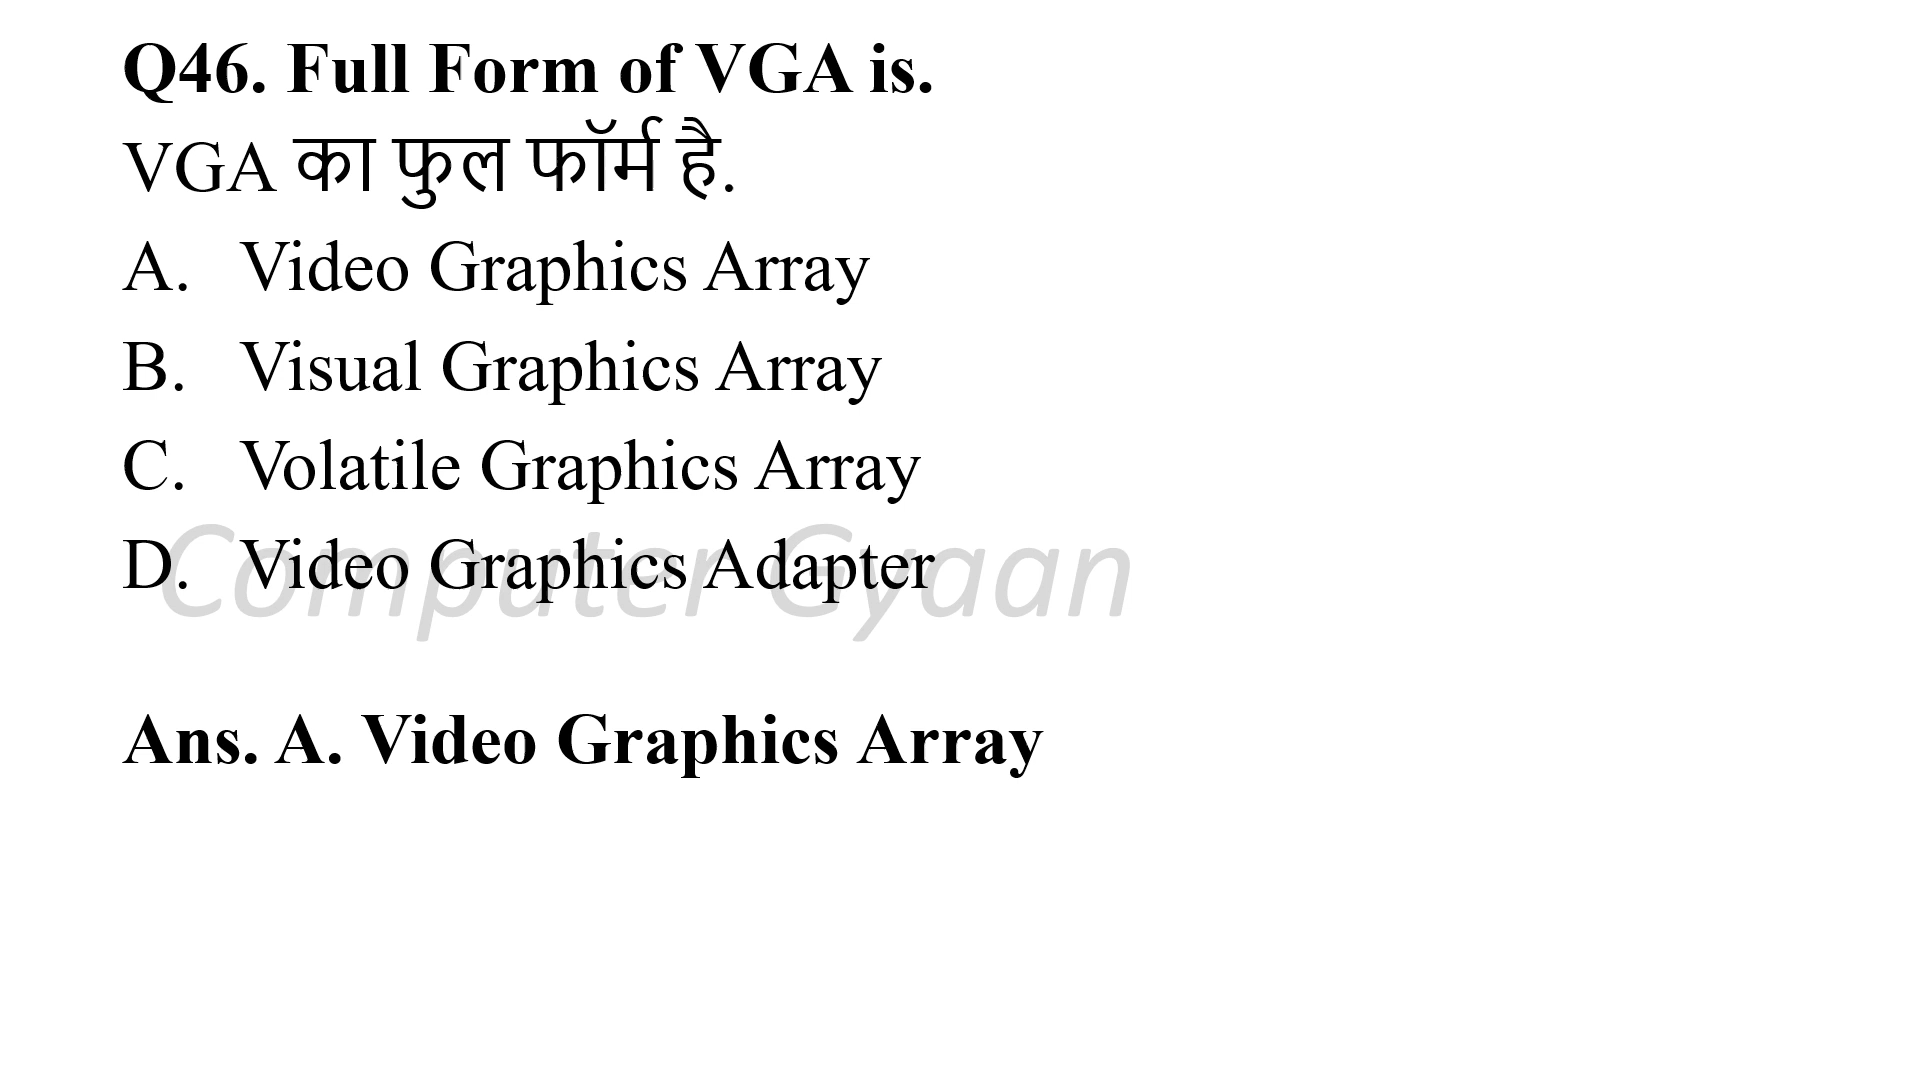 Q46. Full Form of VGA is.
VGA का फुल फॉर्म है.
A. Video Graphics Array
B. Visual Graphics Array
C. Volatile Graphics Array
D. Video Graphics Adapter
Computer Gyaan
Ans. A. Video Graphics Array